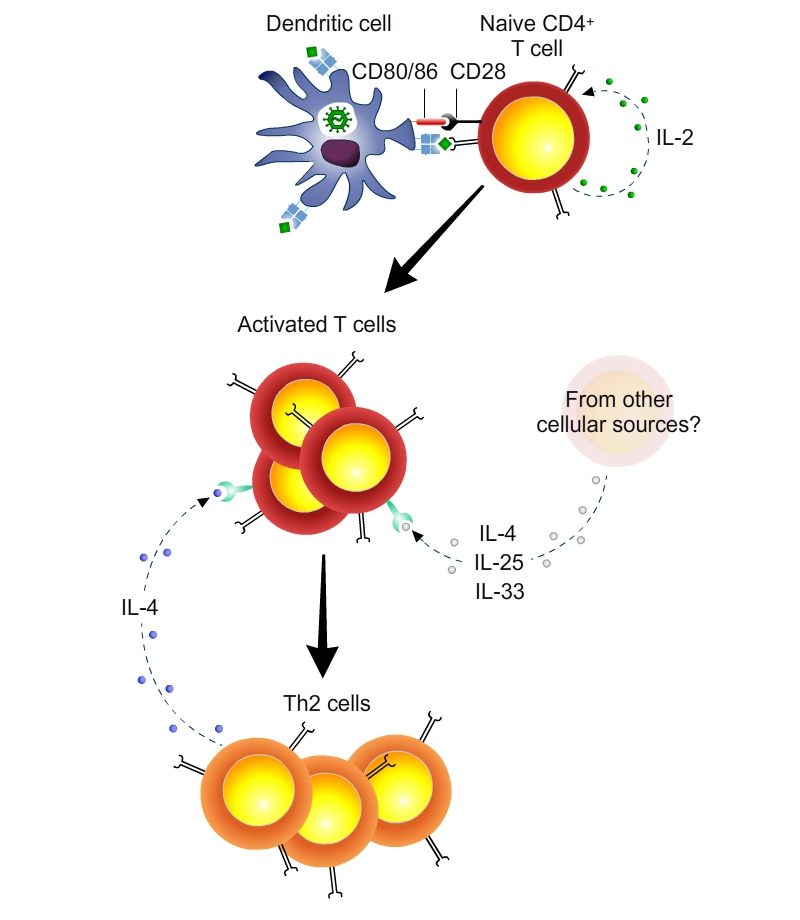 Dendritic cell
Naive CD4+
T cell
CD80/86
CD28
IL-2
Activated T cells
From other
cellular sources?
IL-4
IL-25
IL-33
IL-4
Th2 cells